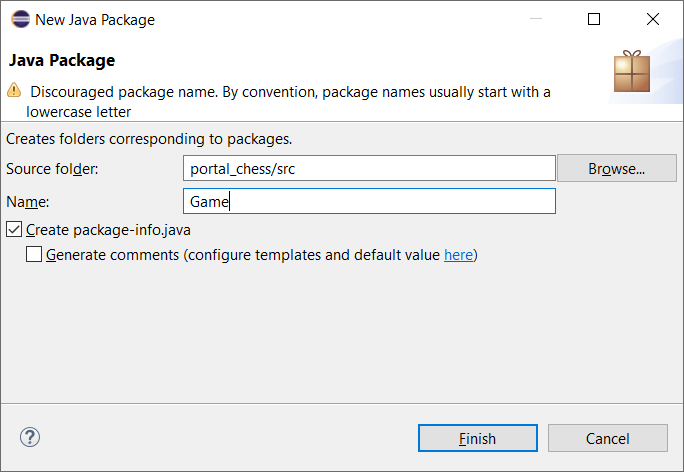 New Java Package
Java Package
Discouraged package name. By convention, package names usually start with a
lowercase letter
Creates folders corresponding to packages.
Source folder: portal_chess/src Browse...
Name: Game
Create package-info.java
Generate comments (configure templates and default value here)
? Finish Cancel